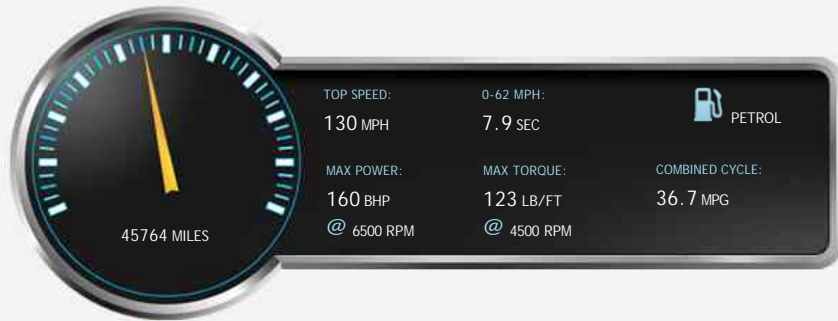 45764 MILES
TOP SPEED:
130 MPH
0-62 MPH:
7.9 SEC
PETROL
MAX POWER:
160 BHP
@ 6500 RPM
MAX TORQUE:
123 LB/FT
@ 4500 RPM
COMBINED CYCLE:
36.7 MPG